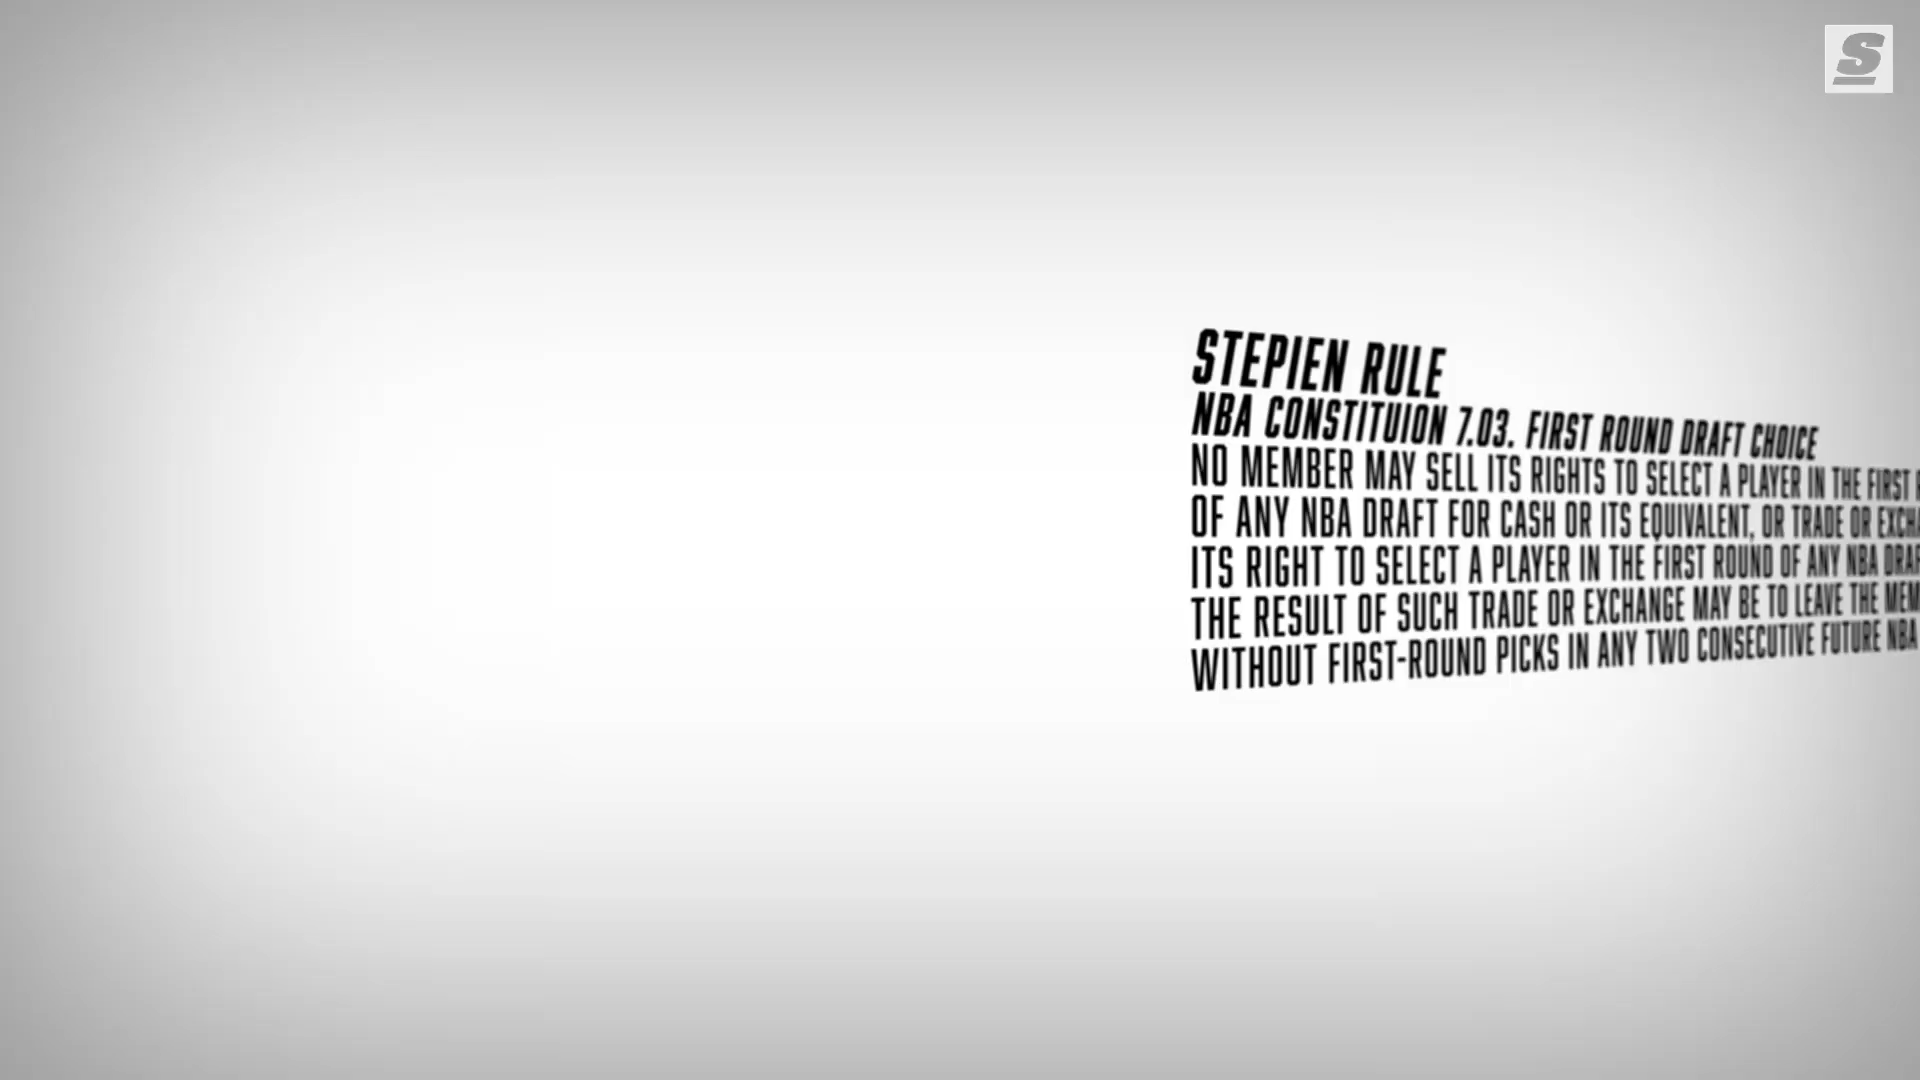 S
STEPIEN RULE
NBA CONSTITUION 7.03. FIRST ROUND DRAFT CHOICE
NO MEMBER MAY SELL ITS RIGHTS TO SELECT A PLAYER IN THE FIRST
OF ANY NBA DRAFT FOR CASH OR ITS EQUIVALENT, OR TRADE OR EXCHA
ITS RIGHT TO SELECT A PLAYER IN THE FIRST ROUND OF ANY NBA DRAF
THE RESULT OF SUCH TRADE OR EXCHANGE MAY BE TO LEAVE THE MEM
WITHOUT FIRST-ROUND PICKS IN ANY TWO CONSECUTIVE FUTURE NBA